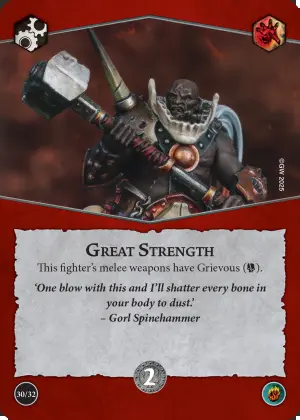 ©GW 2025
GREAT STRENGTH
This fighter's melee weapons have Grievous ().
‘One blow with this and I'll shatter every bone in
your body to dust.’
– Gorl Spinehammer
2
30/32